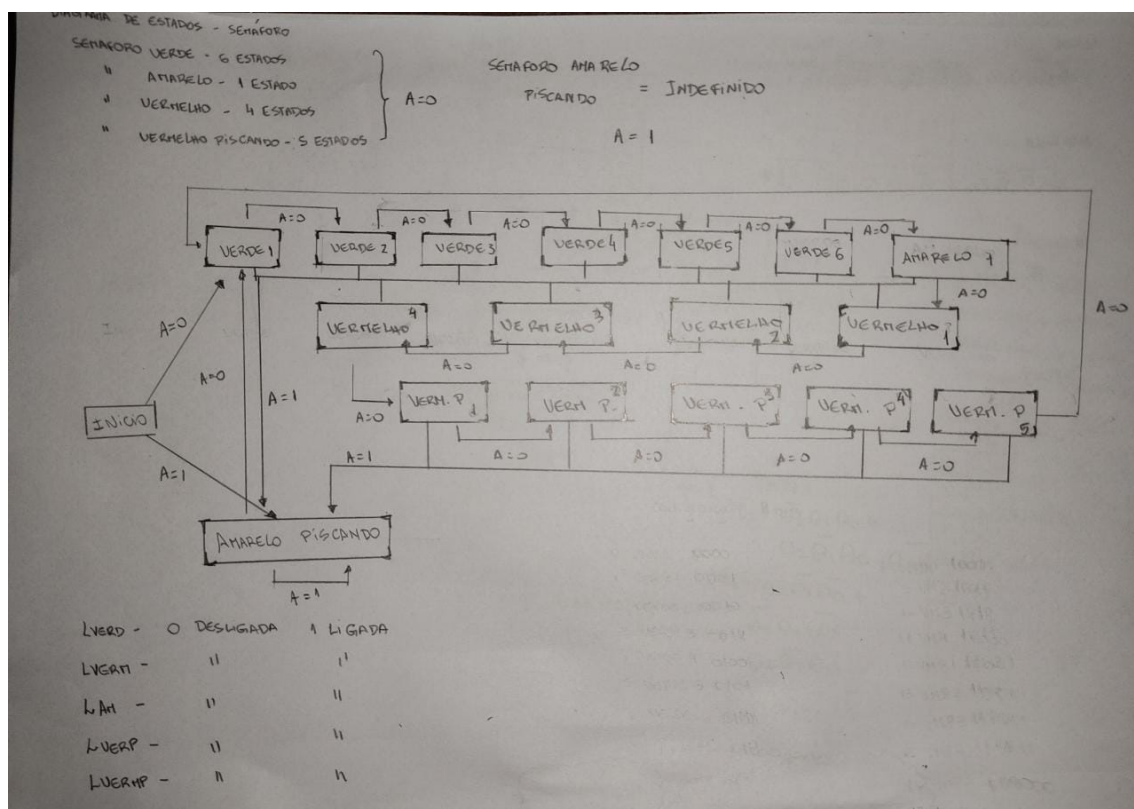 DIAGRAMA DE ESTADOS - SEMÁFORO
SEMAFORO VERDE - 6 ESTADOS
" AMARELO - 1 ESTADO
" VERMELHO - 4 ESTADOS
" VERMELHO PISCANDO - 5 ESTADOS
A=0
SEMAFORO AMARELO
PISCANDO = INDEFINIDO
A = 1
A=0 A=0 A=0 A=0 A=0 A=0
VERDE 1 VERDE 2 VERDE 3 VERDE 4 VERDE 5 VERDE 6 AMARELO 1
A=0
A=0
VERMELHO 4 VERMELHO 3 VERMELHO 2 VERMELHO 1
A=0
A=0 A=0 A=0
A=0
VERM. P 1 VERM P 2 VERM. P 3 VERM. P 4 VERM. P 5
A=1
A=0
INICIO
A=1 A=0 A=0 A=0 A=0
A=1
AMARELO PISCANDO
A=1
LVERD - 0 DESLIGADA 1 LIGADA
LVERM - " "
LAM - " "
LVERP - " "
LVERMP - " "